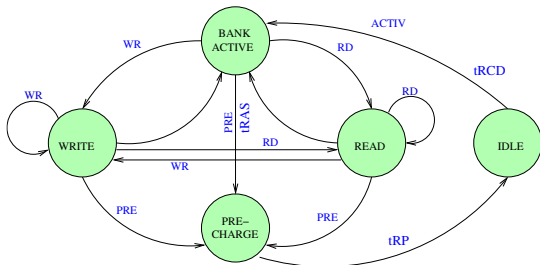 ACTIV
BANK
ACTIVE
WR
RD
tRCD
WR
RD
PRE
tRAS
WRITE
RD
READ
IDLE
WR
PRE
PRE
PRE−
CHARGE
tRP